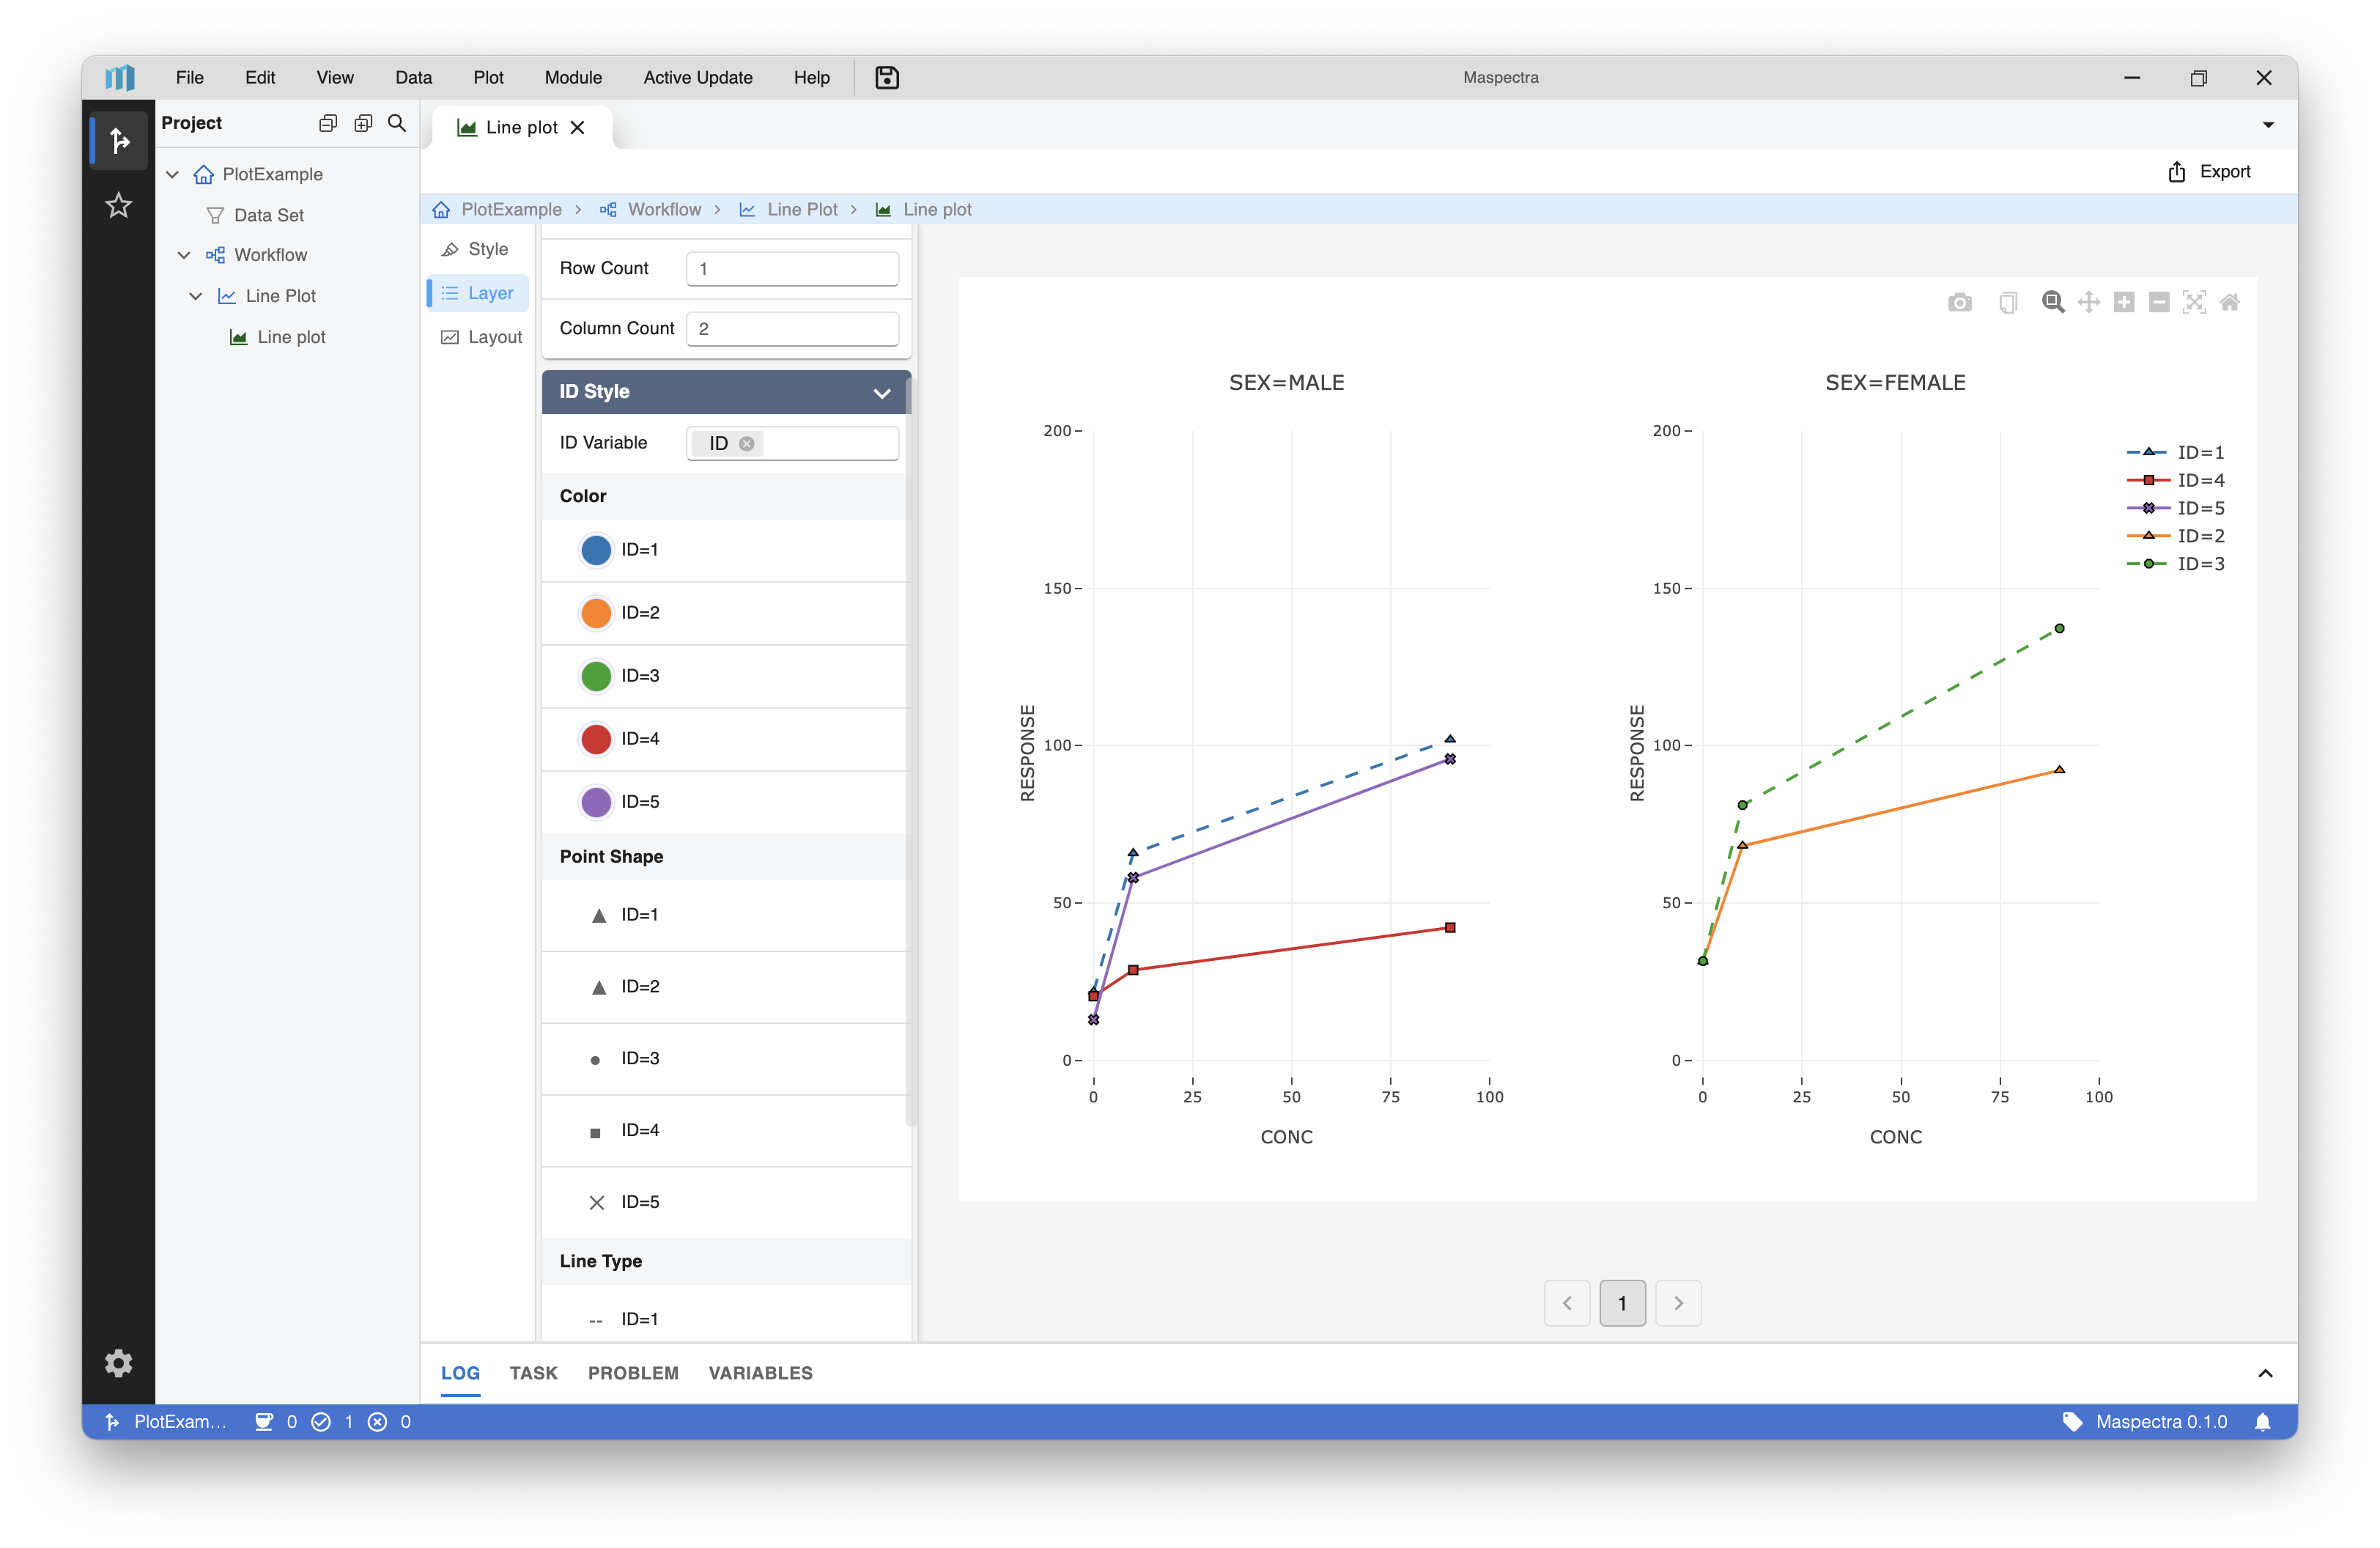 File Edit View Data Plot Module Active Update Help Maspectra
Project
Line plot
Export
PlotExample
Data Set
Workflow
Line Plot
Line plot
PlotExample > Workflow > Line Plot > Line plot
Style
Layer
Layout
Row Count 1
Column Count 2
ID Style
ID Variable ID
Color
ID=1
ID=2
ID=3
ID=4
ID=5
Point Shape
ID=1
ID=2
ID=3
ID=4
ID=5
Line Type
-- ID=1
SEX=MALE
200
150
100
50
0
RESPONSE
0 25 50 75 100
CONC
SEX=FEMALE
200
150
100
50
0
RESPONSE
0 25 50 75 100
CONC
ID=1
ID=4
ID=5
ID=2
ID=3
1
LOG TASK PROBLEM VARIABLES
PlotExam... 0 1 0 Maspectra 0.1.0